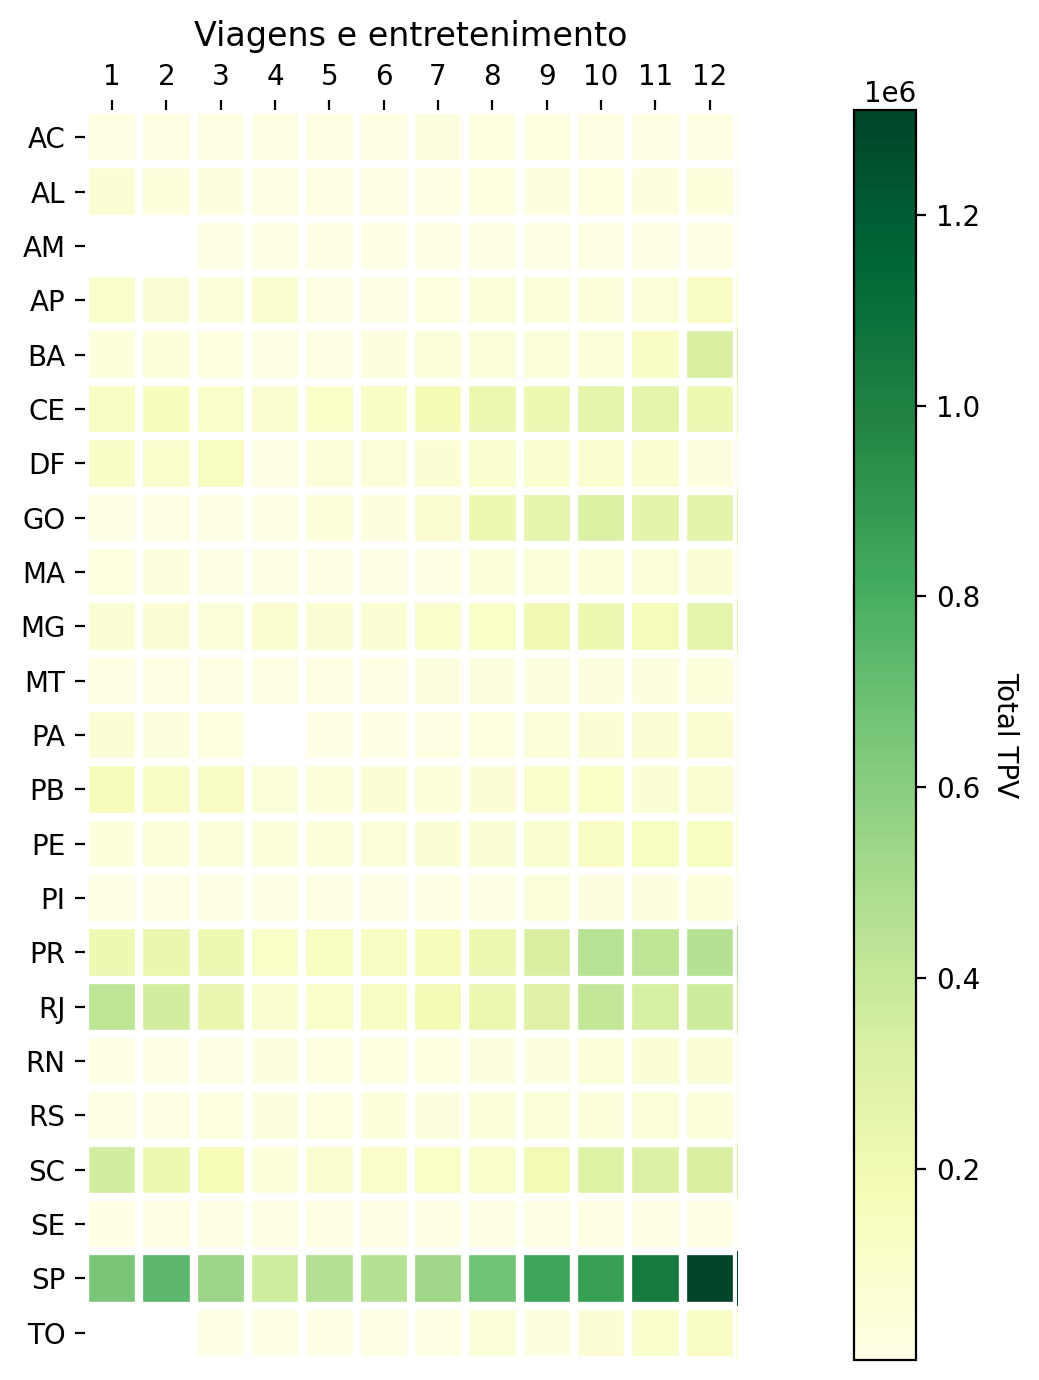 Viagens e entretenimento
1 2 3 4 5 6 7 8 9 10 11 12
1e6
AC
AL
AM
AP
BA
CE
DF
GO
MA
MG
MT
PA
PB
PE
PI
PR
RJ
RN
RS
SC
SE
SP
TO
1.2
1.0
0.8
0.6
0.4
0.2
Total TPV